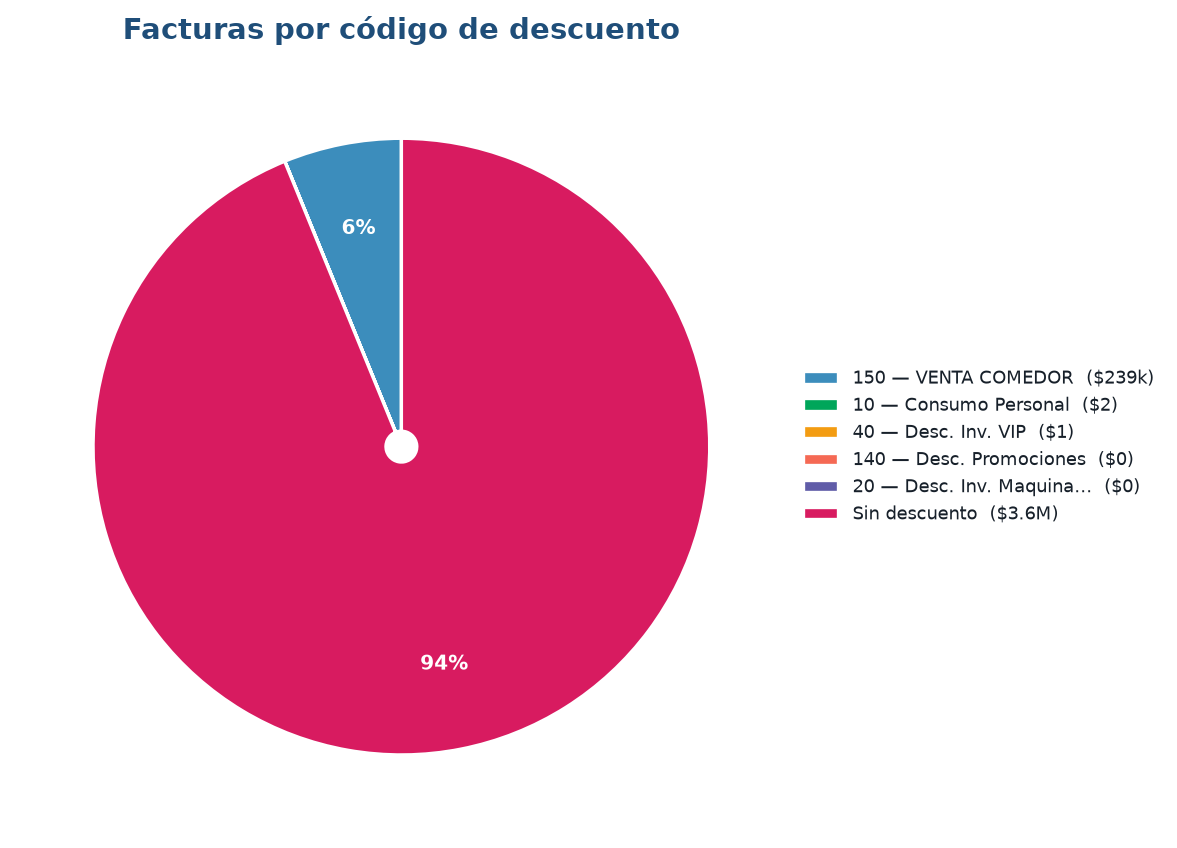 Facturas por código de descuento
6%
94%
150 — VENTA COMEDOR ($239k)
10 — Consumo Personal ($2)
40 — Desc. Inv. VIP ($1)
140 — Desc. Promociones ($0)
20 — Desc. Inv. Maquina... ($0)
Sin descuento ($3.6M)